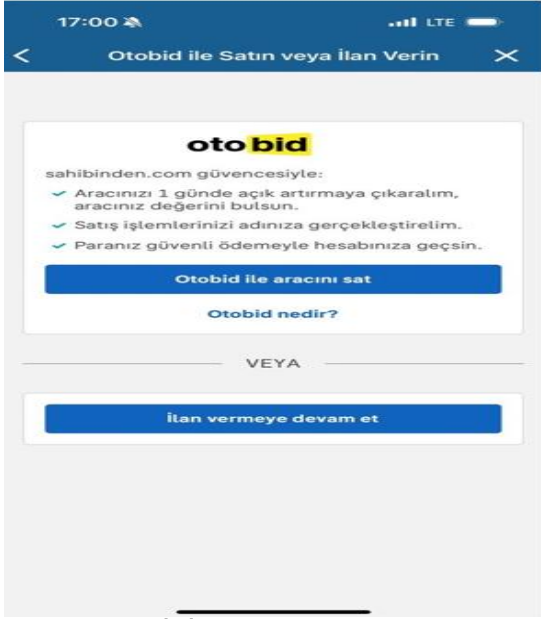 17:00
LTE
Otobid ile Satın veya İlan Verin
otobid
sahibinden.com güvencesiyle:
Aracınızı 1 günde açık artırmaya çıkaralım,
aracınız değerini bulsun.
Satış işlemlerinizi adınıza gerçekleştirelim.
Paranız güvenli ödemeyle hesabınıza geçsin.
Otobid ile aracını sat
Otobid nedir?
VEYA
İlan vermeye devam et